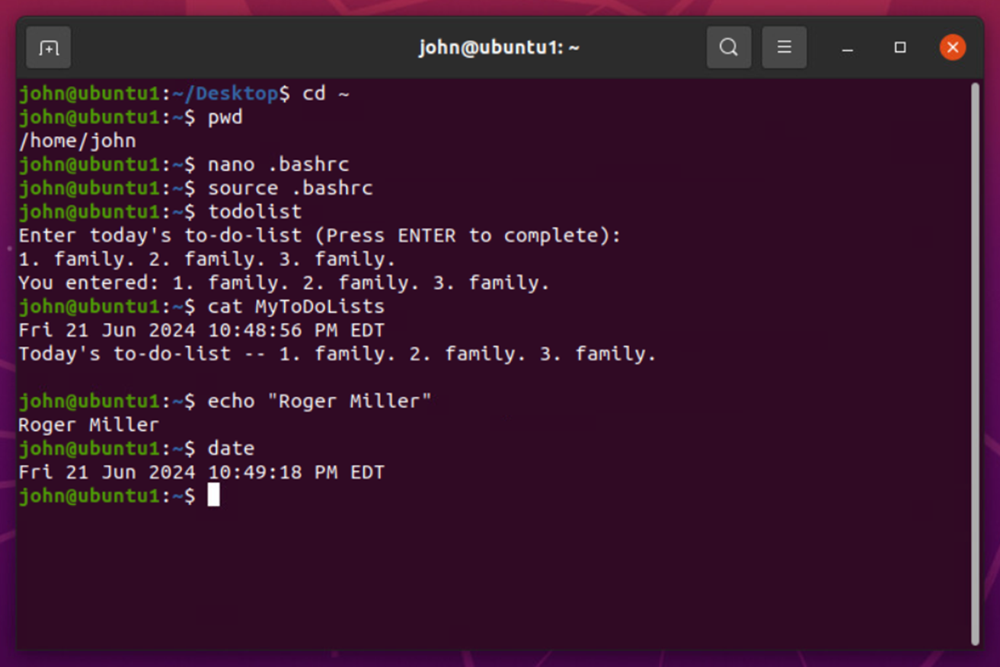 john@ubuntu1: ~
john@ubuntu1:~/Desktop$ cd ~
john@ubuntu1:~$ pwd
/home/john
john@ubuntu1:~$ nano .bashrc
john@ubuntu1:~$ source .bashrc
john@ubuntu1:~$ todolist
Enter today's to-do-list (Press ENTER to complete):
1. family. 2. family. 3. family.
You entered: 1. family. 2. family. 3. family.
john@ubuntu1:~$ cat MyToDoLists
Fri 21 Jun 2024 10:48:56 PM EDT
Today's to-do-list -- 1. family. 2. family. 3. family.
john@ubuntu1:~$ echo "Roger Miller"
Roger Miller
john@ubuntu1:~$ date
Fri 21 Jun 2024 10:49:18 PM EDT
john@ubuntu1:~$